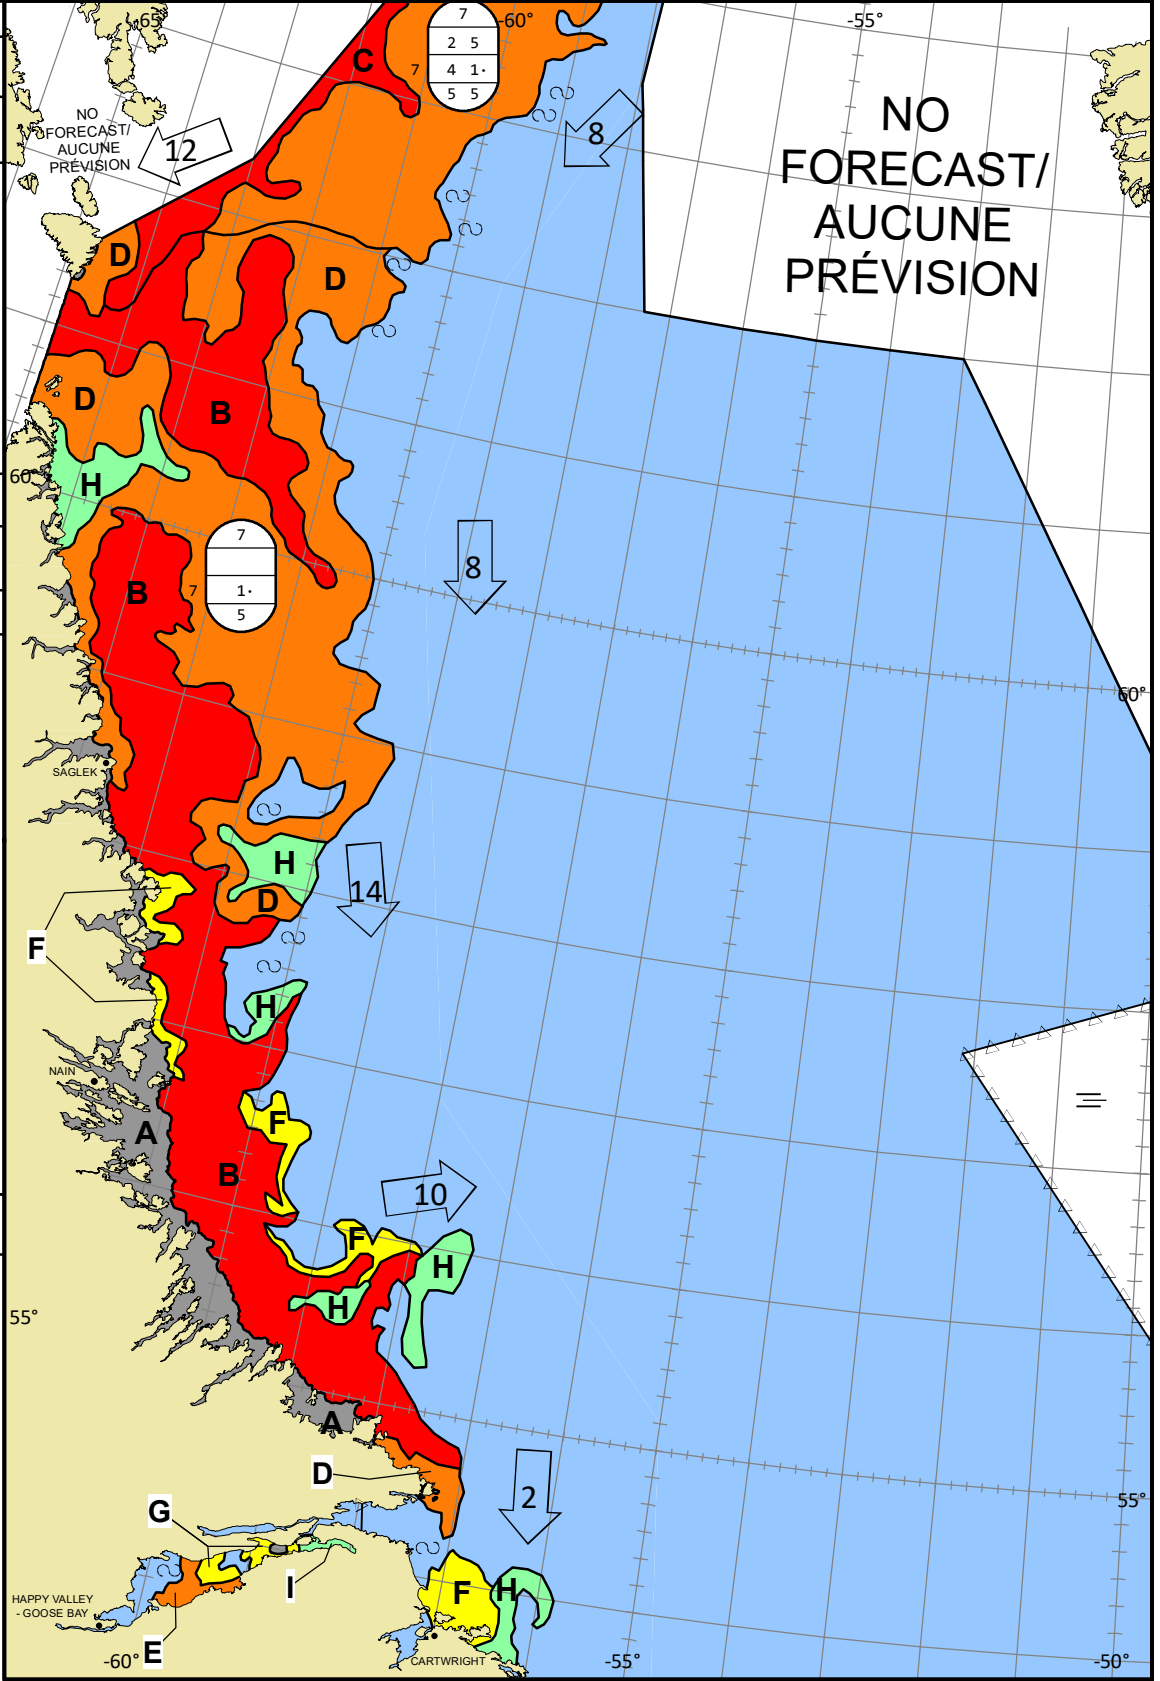 65°
-60°
-55°
7
2 5
7 4 1•
5 5
C
8
NO
FORECAST/
AUCUNE
PRÉVISION
12
NO
FORECAST/
AUCUNE
PRÉVISION
D
D
D
B
60°
H
7
8
B
7 1•
5
60°
SAGLEK
H
14
D
F
H
NAIN
F
A
B
10
F
H
H
55°
A
D
2
55°
G
I
F
H
HAPPY VALLEY
- GOOSE BAY
E
CARTWRIGHT
-60°
-55°
-50°